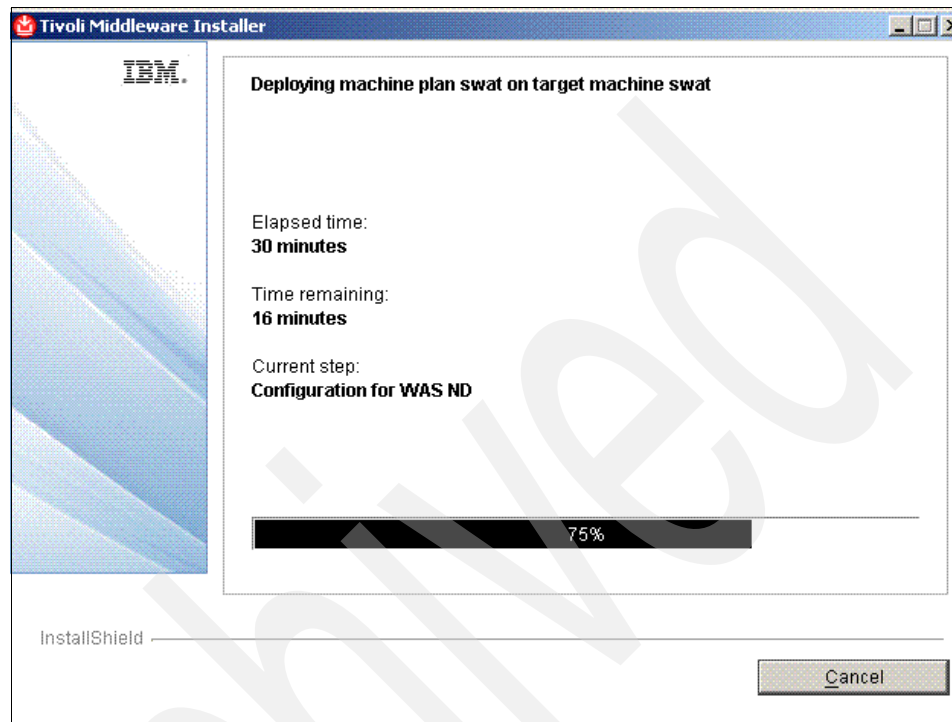 Tivoli Middleware Installer
IBM.
Deploying machine plan swat on target machine swat
Elapsed time:
30 minutes
Time remaining:
16 minutes
Current step:
Configuration for WAS ND
75%
InstallShield
Cancel